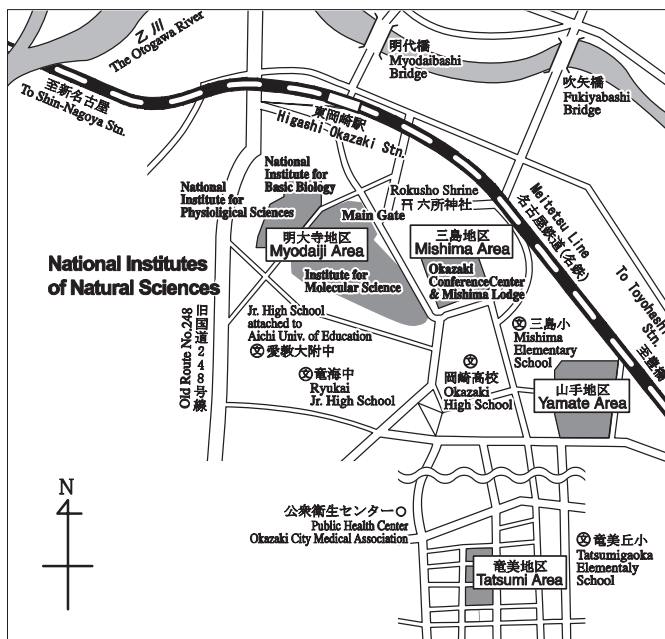 乙川
The Otogawa River
至新名古屋
To Shin-Nagoya Stn.
明代橋
Myodaibashi
Bridge
吹矢橋
Fukiyabashi
Bridge
東岡崎駅
Higashi-Okazaki Stn.
National
Institute for
Basic Biology
National
Institute for
Physioligical Sciences
Rokusho Shrine
六所神社
Main Gate
明大寺地区
Myodaiji Area
三島地区
Mishima Area
Meitetsu Line
名古屋鉄道(名鉄)
To Toyohashi
Stn.
至豊橋
Institute for
Molecular Science
Okazaki
ConferenceCenter
& Mishima Lodge
National Institutes
of Natural Sciences
旧国道248号線
Old Route No.248
Jr. High School
attached to
Aichi Univ. of Education
文 愛教大附中
文 竜海中
Ryukai
Jr. High School
文 三島小
Mishima
Elementary
School
文
岡崎高校
Okazaki
High School
山手地区
Yamate Area
N
公衆衛生センター
Public Health Center
Okazaki City Medical Association
竜美地区
Tatsumi Area
文 竜美丘小
Tatsumigaoka
Elementaly
School